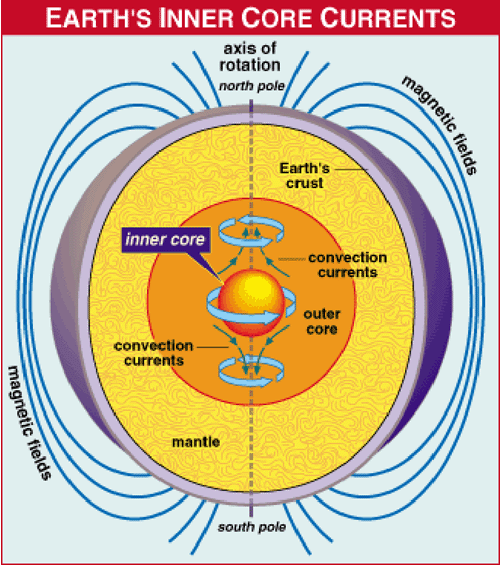 EARTH'S INNER CORE CURRENTS
axis of
rotation
north pole
magnetic fields
Earth's
crust
inner core
convection
currents
outer
core
convection
currents
magnetic fields
mantle
south pole